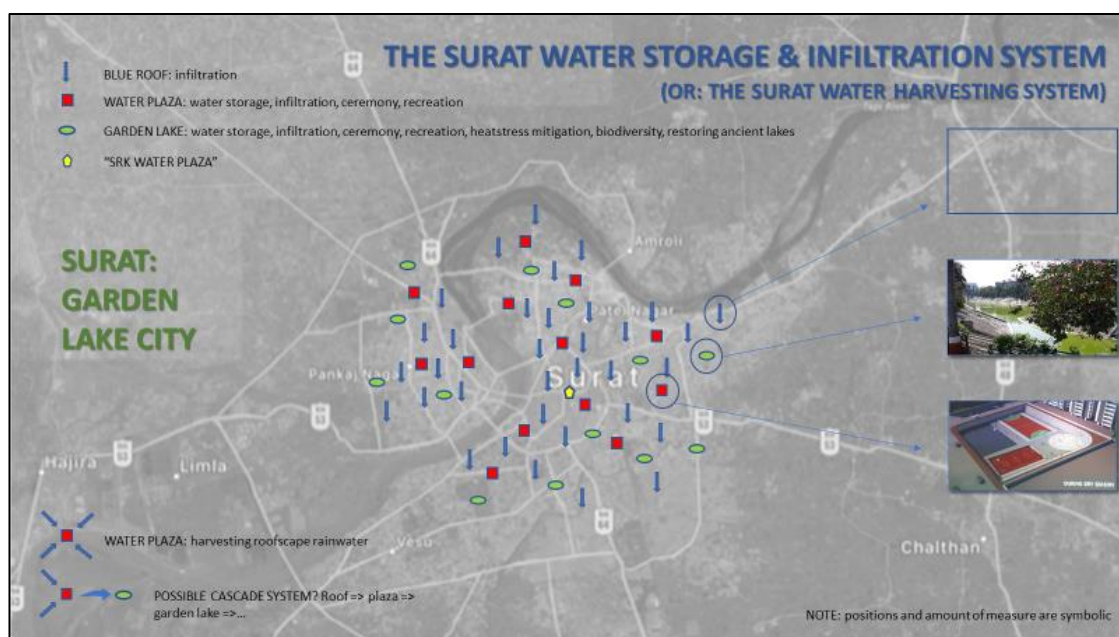 THE SURAT WATER STORAGE & INFILTRATION SYSTEM
(OR: THE SURAT WATER HARVESTING SYSTEM)
BLUE ROOF: infiltration
WATER PLAZA: water storage, infiltration, ceremony, recreation
GARDEN LAKE: water storage, infiltration, ceremony, recreation, heatstress mitigation, biodiversity, restoring ancient lakes
"SRK WATER PLAZA"
SURAT:
GARDEN
LAKE CITY
Amroli
Patel Nagar
Pankaj Naga
Surat
Hajira
Limla
Vesu
Chalthan
WATER PLAZA: harvesting roofscape rainwater
POSSIBLE CASCADE SYSTEM? Roof => plaza =>
garden lake =>...
NOTE: positions and amount of measure are symbolic